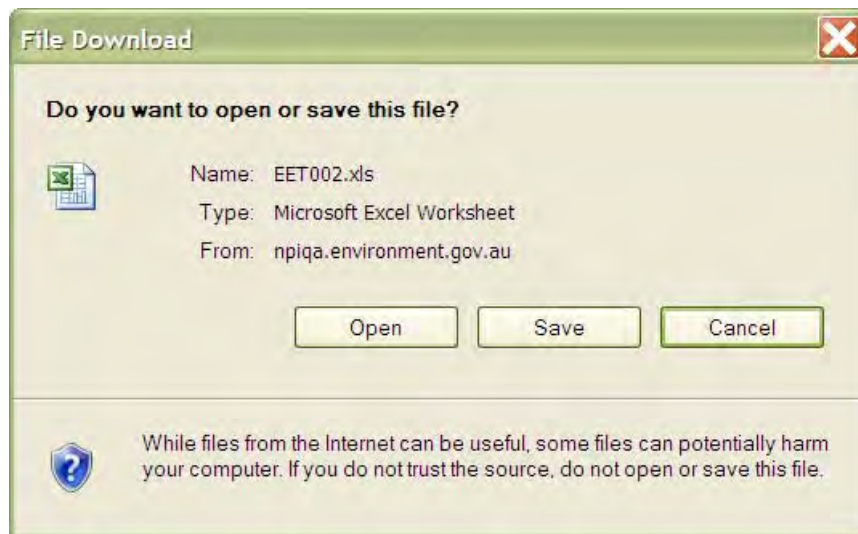 File Download
Do you want to open or save this file?
Name: EET002.xls
Type: Microsoft Excel Worksheet
From: npiqa.environment.gov.au
Open Save Cancel
While files from the Internet can be useful, some files can potentially harm
your computer. If you do not trust the source, do not open or save this file.